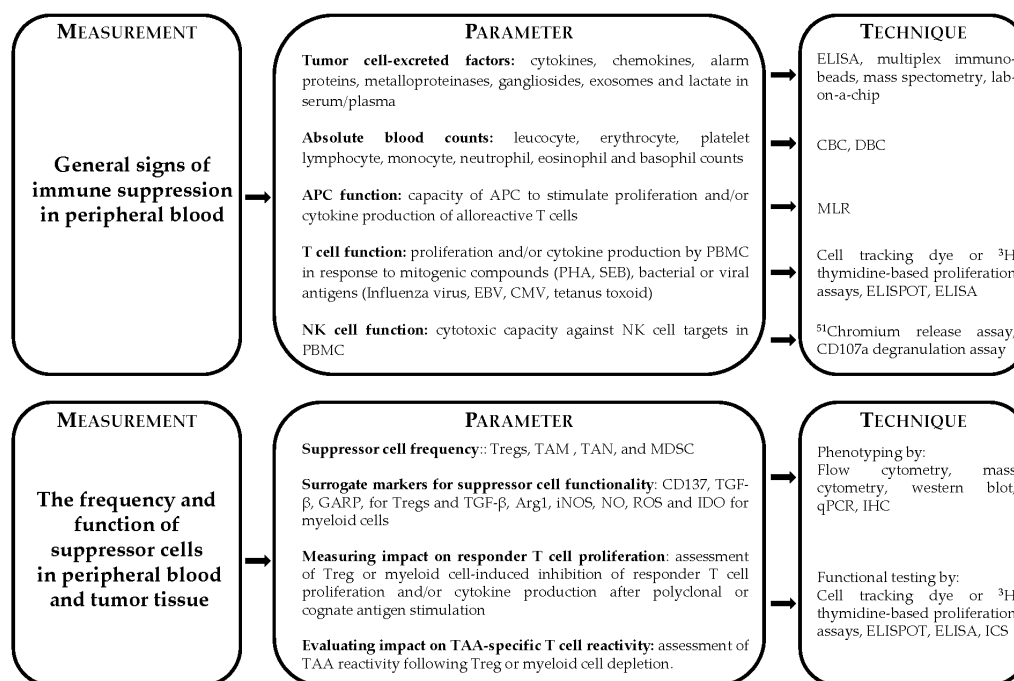 MEASUREMENT
General signs of
immune suppression
in peripheral blood
PARAMETER
Tumor cell-excreted factors: cytokines, chemokines, alarm
proteins, metalloproteinases, gangliosides, exosomes and lactate in
serum/plasma
Absolute blood counts: leucocyte, erythrocyte, platelet
lymphocyte, monocyte, neutrophil, eosinophil and basophil counts
APC function: capacity of APC to stimulate proliferation and/or
cytokine production of alloreactive T cells
T cell function: proliferation and/or cytokine production by PBMC
in response to mitogenic compounds (PHA, SEB), bacterial or viral
antigens (Influenza virus, EBV, CMV, tetanus toxoid)
NK cell function: cytotoxic capacity against NK cell targets in
PBMC
TECHNIQUE
ELISA, multiplex immuno-
beads, mass spectometry, lab-
on-a-chip
CBC, DBC
MLR
Cell tracking dye or ³H
thymidine-based proliferation
assays, ELISPOT, ELISA
⁵¹Chromium release assay,
CD107a degranulation assay
MEASUREMENT
The frequency and
function of
suppressor cells
in peripheral blood
and tumor tissue
PARAMETER
Suppressor cell frequency:: Tregs, TAM , TAN, and MDSC
Surrogate markers for suppressor cell functionality: CD137, TGF-
β, GARP, for Tregs and TGF-β, Arg1, iNOS, NO, ROS and IDO for
myeloid cells
Measuring impact on responder T cell proliferation: assessment
of Treg or myeloid cell-induced inhibition of responder T cell
proliferation and/or cytokine production after polyclonal or
cognate antigen stimulation
Evaluating impact on TAA-specific T cell reactivity: assessment of
TAA reactivity following Treg or myeloid cell depletion.
TECHNIQUE
Phenotyping by:
Flow cytometry, mass
cytometry, western blot,
qPCR, IHC
Functional testing by:
Cell tracking dye or ³H
thymidine-based proliferation
assays, ELISPOT, ELISA, ICS